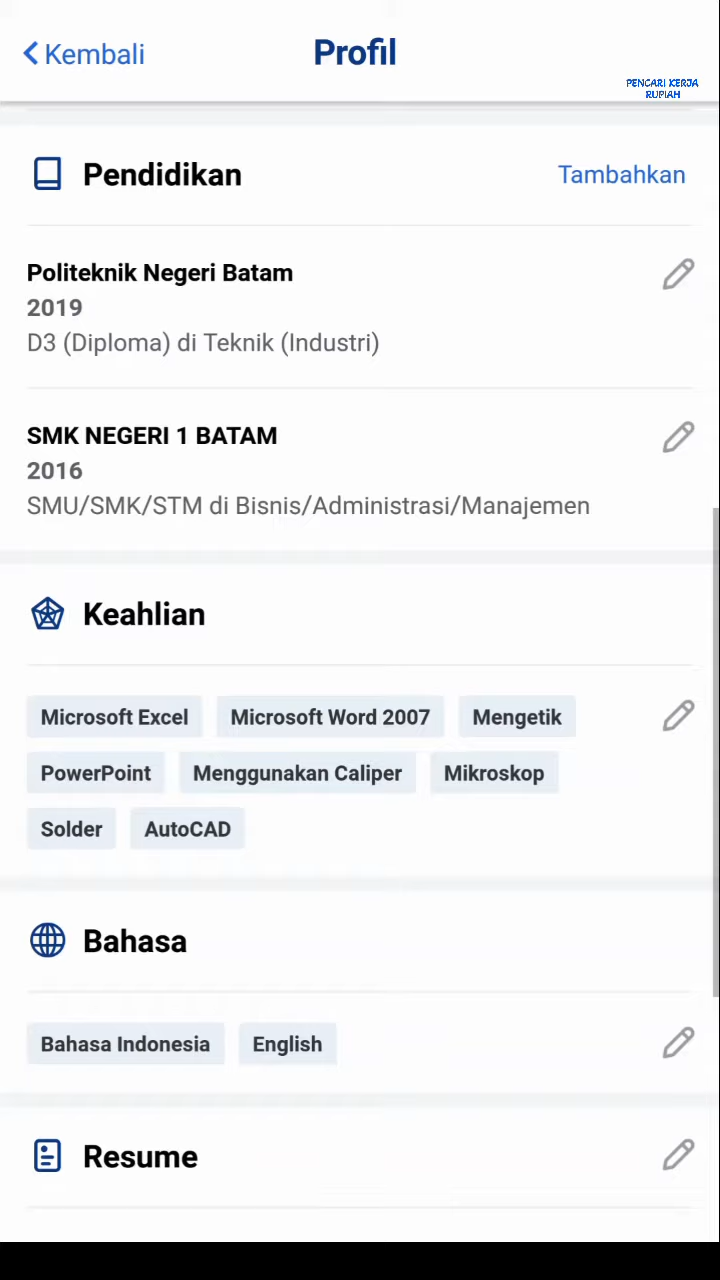 Kembali
Profil
PENCARI KERJA
RUPIAH
Pendidikan
Tambahkan
Politeknik Negeri Batam
2019
D3 (Diploma) di Teknik (Industri)
SMK NEGERI 1 BATAM
2016
SMU/SMK/STM di Bisnis/Administrasi/Manajemen
Keahlian
Microsoft Excel Microsoft Word 2007 Mengetik
PowerPoint Menggunakan Caliper Mikroskop
Solder AutoCAD
Bahasa
Bahasa Indonesia English
Resume